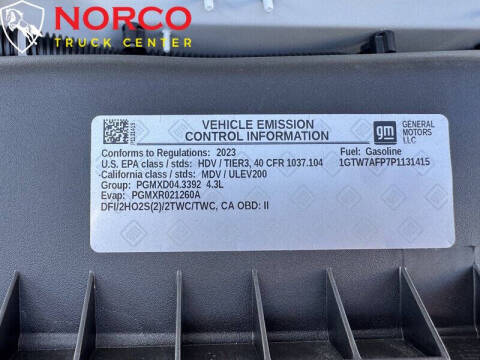 NORCO
TRUCK CENTER
VEHICLE EMISSION
CONTROL INFORMATION
gm
GENERAL
MOTORS
LLC
Conforms to Regulations: 2023
Fuel: Gasoline
U.S. EPA class / stds: HDV / TIER3, 40 CFR 1037.104
1GTW7AFP7P1131415
California class / stds: MDV / ULEV200
Group: PGMXD04.3392 4.3L
Evap: PGMXR021260A
DFI/2HO2S(2)/2TWC/TWC, CA OBD: II